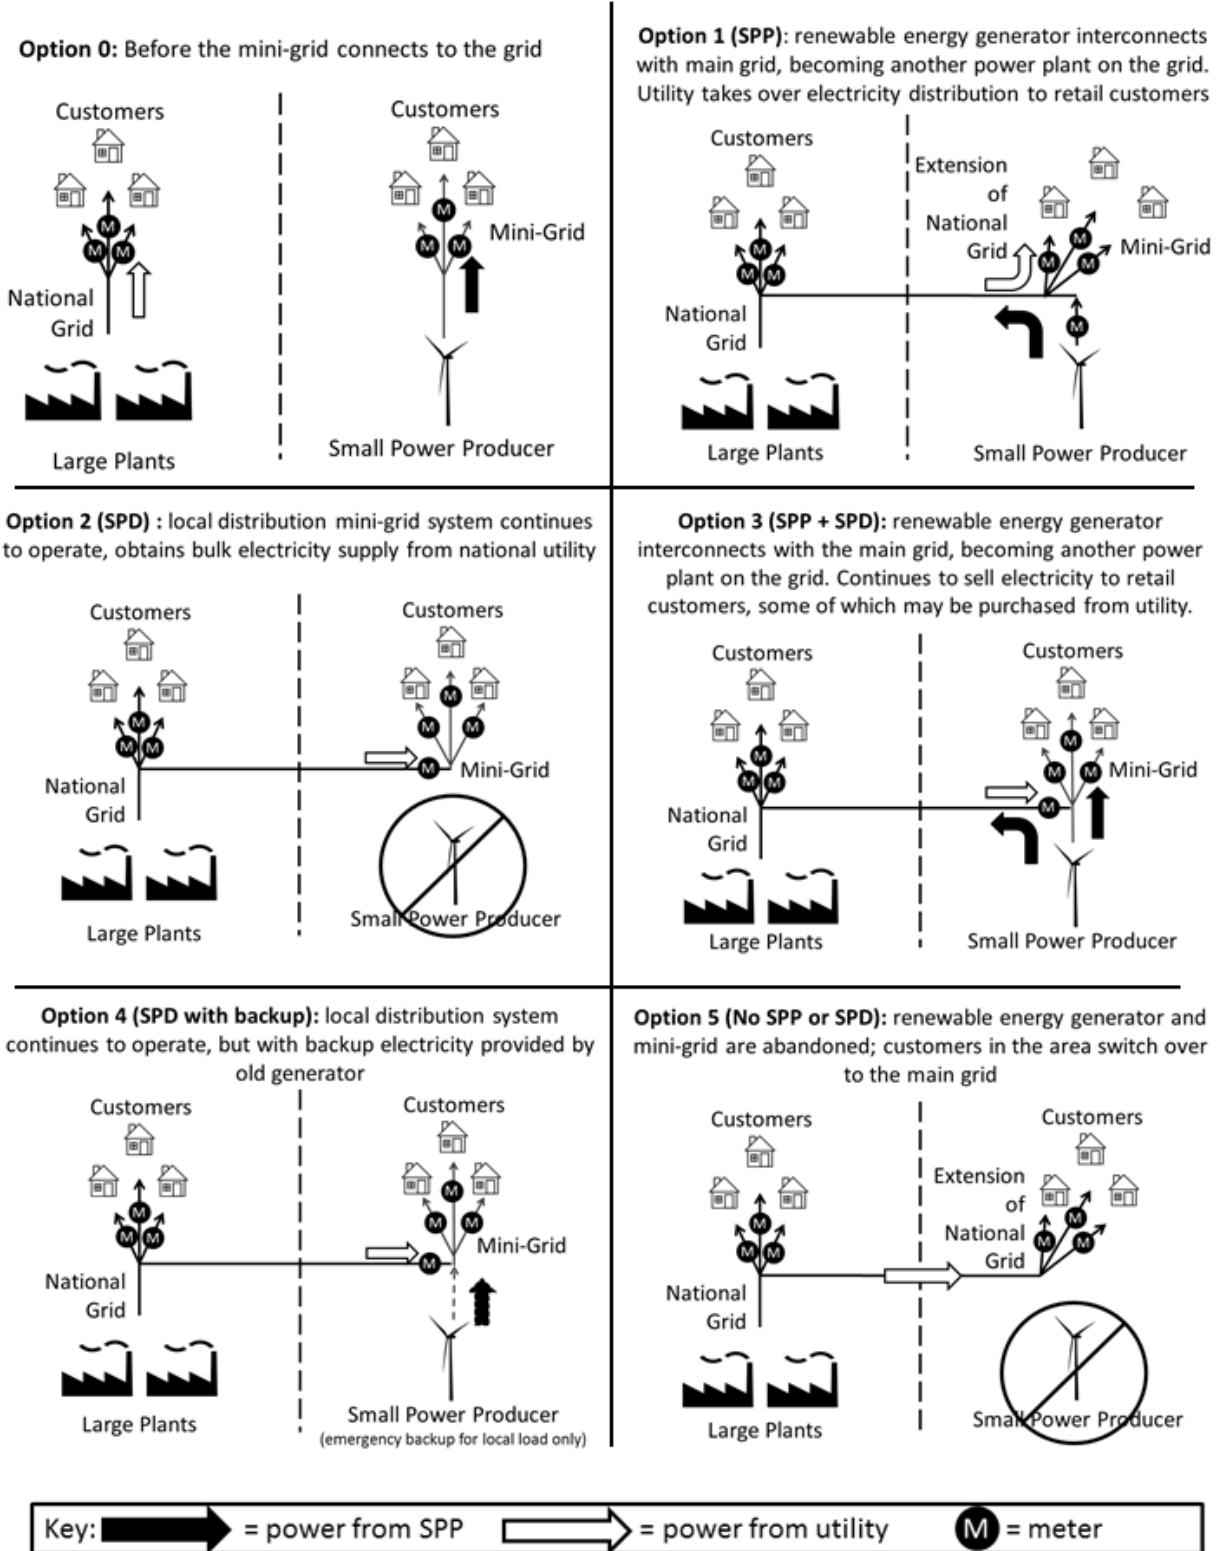 Option 0: Before the mini-grid connects to the grid
Customers
Customers
M
M
M
M
M
M
Mini-Grid
National
Grid
Large Plants
Small Power Producer
Option 1 (SPP): renewable energy generator interconnects
with main grid, becoming another power plant on the grid.
Utility takes over electricity distribution to retail customers
Customers
Extension
of
National
Grid
M
M
M
M
M
M
Mini-Grid
National
Grid
M
Large Plants
Small Power Producer
Option 2 (SPD) : local distribution mini-grid system continues
to operate, obtains bulk electricity supply from national utility
Customers
Customers
M
M
M
M
M
M
M
Mini-Grid
National
Grid
Small Power Producer
Large Plants
Option 3 (SPP + SPD): renewable energy generator
interconnects with the main grid, becoming another power
plant on the grid. Continues to sell electricity to retail
customers, some of which may be purchased from utility.
Customers
Customers
M
M
M
M
M
M
Mini-Grid
M
National
Grid
Large Plants
Small Power Producer
Option 4 (SPD with backup): local distribution system
continues to operate, but with backup electricity provided by
old generator
Customers
Customers
M
M
M
M
M
M
Mini-Grid
M
National
Grid
Large Plants
Small Power Producer
(emergency backup for local load only)
Option 5 (No SPP or SPD): renewable energy generator and
mini-grid are abandoned; customers in the area switch over
to the main grid
Customers
Customers
Extension
of
National
Grid
M
M
M
M
M
M
National
Grid
Small Power Producer
Large Plants
Key: = power from SPP = power from utility M = meter